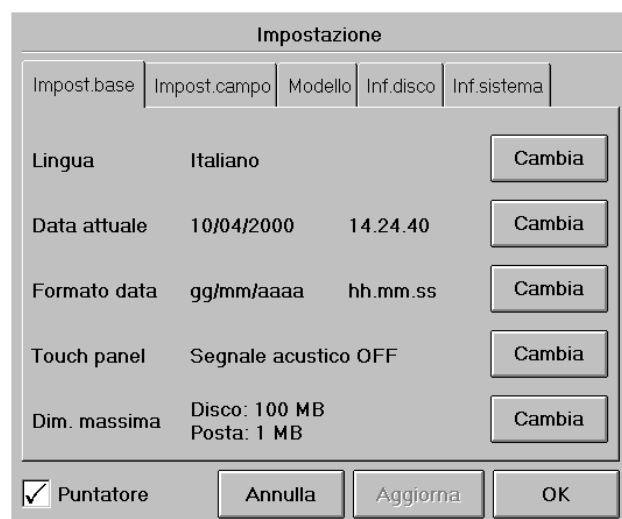 Impostazione
Impost.base Impost.campo Modello Inf.disco Inf.sistema
Lingua Italiano Cambia
Data attuale 10/04/2000 14.24.40 Cambia
Formato data gg/mm/aaaa hh.mm.ss Cambia
Touch panel Segnale acustico OFF Cambia
Dim. massima Disco: 100 MB Cambia
Posta: 1 MB
Puntatore Annulla Aggiorna OK